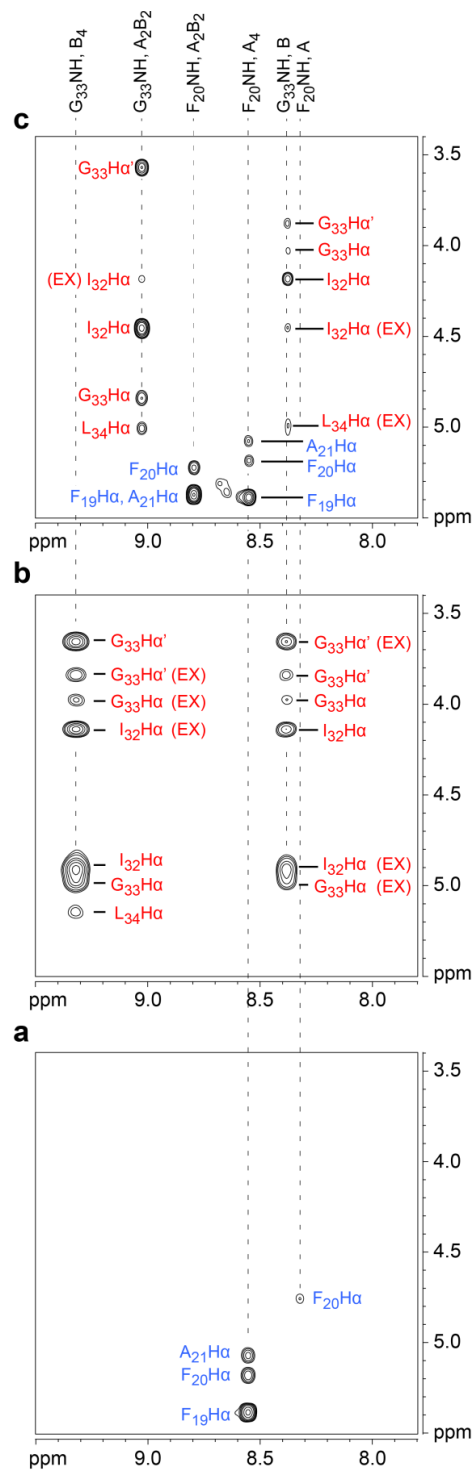 G₃₃NH, B₄
G₃₃NH, A₂B₂
F₂₀NH, A₂B₂
F₂₀NH, A₄
G₃₃NH, B
F₂₀NH, A
c
G₃₃Hα'
(EX) I₃₂Hα
I₃₂Hα
G₃₃Hα
L₃₄Hα
F₂₀Hα
F₁₉Hα, A₂₁Hα
G₃₃Hα'
G₃₃Hα
I₃₂Hα
I₃₂Hα (EX)
L₃₄Hα (EX)
A₂₁Hα
F₂₀Hα
F₁₉Hα
3.5
4.0
4.5
5.0
ppm
ppm 9.0 8.5 8.0
b
G₃₃Hα'
G₃₃Hα' (EX)
G₃₃Hα (EX)
I₃₂Hα (EX)
I₃₂Hα
G₃₃Hα
L₃₄Hα
G₃₃Hα' (EX)
G₃₃Hα'
G₃₃Hα
I₃₂Hα
I₃₂Hα (EX)
G₃₃Hα (EX)
3.5
4.0
4.5
5.0
ppm
ppm 9.0 8.5 8.0
a
F₂₀Hα
A₂₁Hα
F₂₀Hα
F₁₉Hα
3.5
4.0
4.5
5.0
ppm
ppm 9.0 8.5 8.0